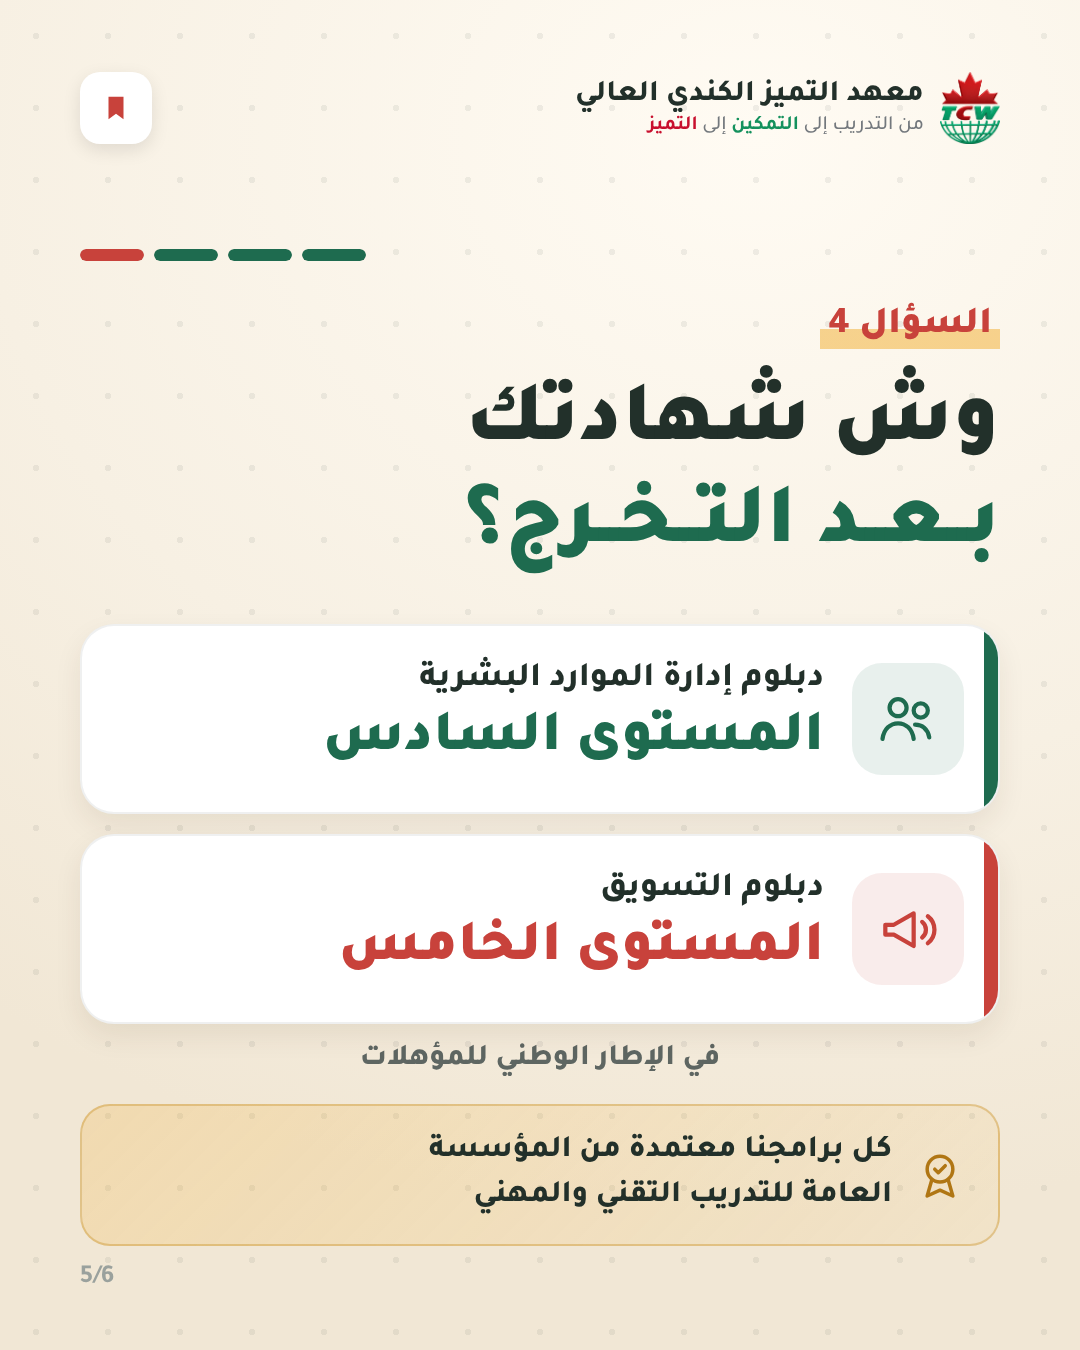 معهد التميز الكندي العالي
من التدريب إلى التمكين إلى التميز
TCW
السؤال 4
وش شهادتك
بعد التخرج؟
دبلوم إدارة الموارد البشرية
المستوى السادس
دبلوم التسويق
المستوى الخامس
في الإطار الوطني للمؤهلات
كل برامجنا معتمدة من المؤسسة
العامة للتدريب التقني والمهني
5/6